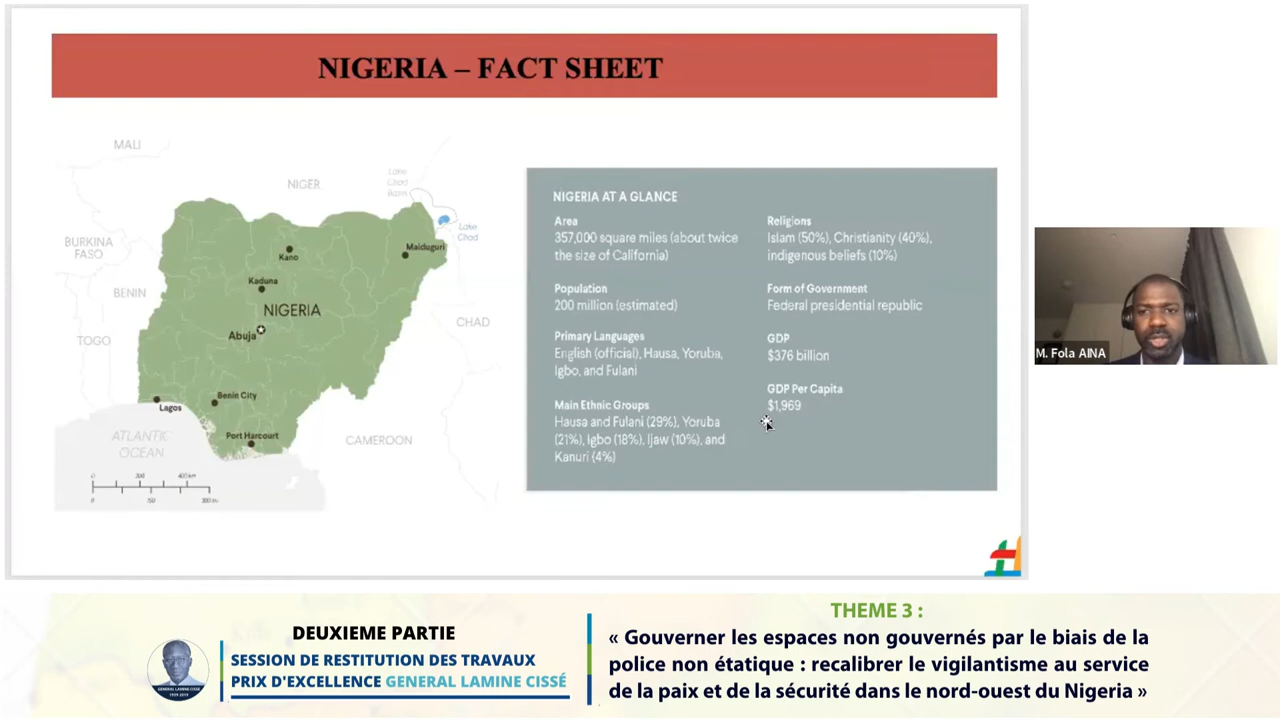 NIGERIA – FACT SHEET
MALI
NIGER
Lake
Chad
Basin
Lake
Chad
BURKINA
FASO
Maiduguri
Kano
Kaduna
BENIN
NIGERIA
TOGO
Abuja
CHAD
Benin City
Lagos
Port Harcourt
ATLANTIC
OCEAN
CAMEROON
NIGERIA AT A GLANCE
Area
357,000 square miles (about twice
the size of California)
Population
200 million (estimated)
Primary Languages
English (official), Hausa, Yoruba,
Igbo, and Fulani
Main Ethnic Groups
Hausa and Fulani (29%), Yoruba
(21%), Igbo (18%), Ijaw (10%), and
Kanuri (4%)
Religions
Islam (50%), Christianity (40%),
indigenous beliefs (10%)
Form of Government
Federal presidential republic
GDP
$376 billion
GDP Per Capita
$1,969
M. Fola AINA
DEUXIEME PARTIE
SESSION DE RESTITUTION DES TRAVAUX
PRIX D'EXCELLENCE GENERAL LAMINE CISSÉ
GENERAL LAMINE CISSÉ
THEME 3 :
« Gouverner les espaces non gouvernés par le biais de la
police non étatique : recalibrer le vigilantisme au service
de la paix et de la sécurité dans le nord-ouest du Nigeria »